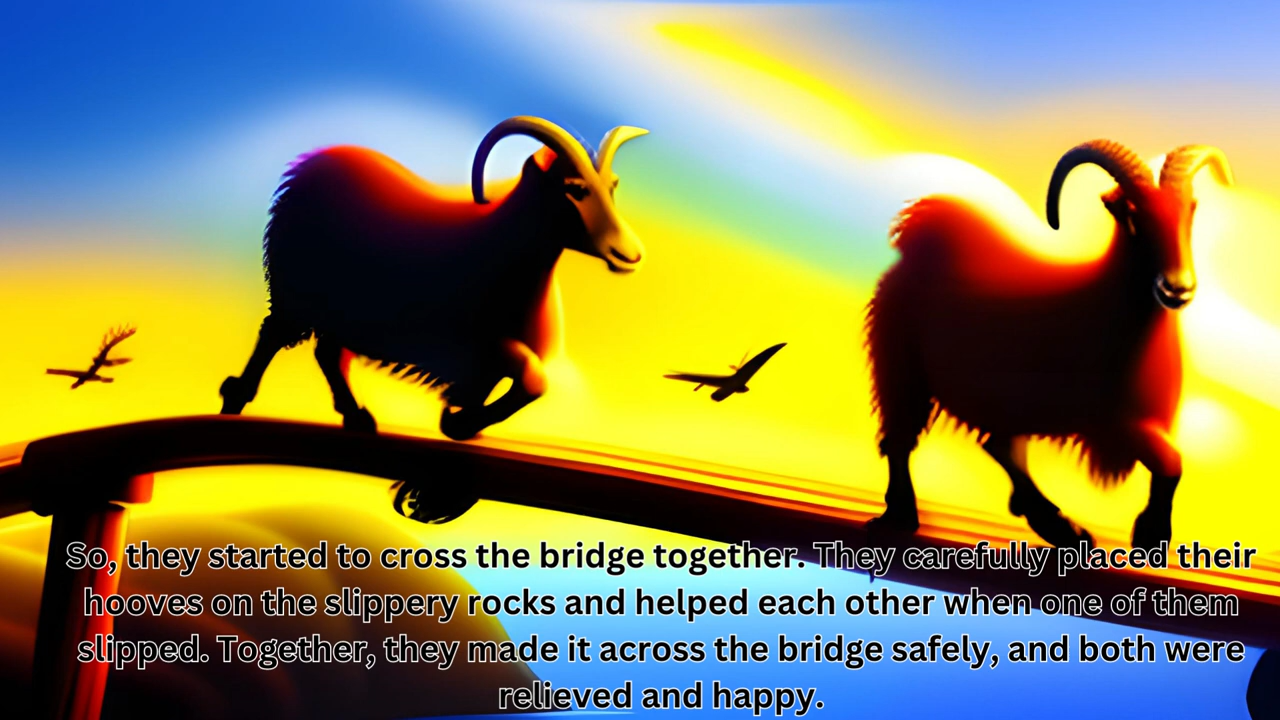 So, they started to cross the bridge together. They carefully placed their
hooves on the slippery rocks and helped each other when one of them
slipped. Together, they made it across the bridge safely, and both were
relieved and happy.